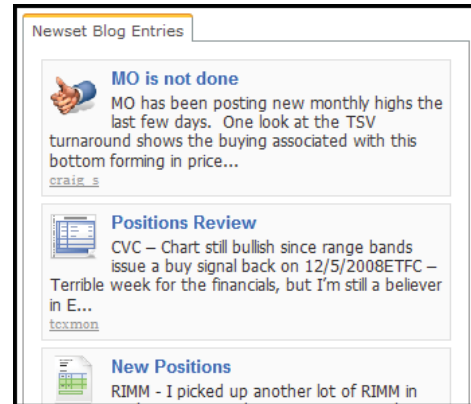 Newset Blog Entries
MO is not done
MO has been posting new monthly highs the
last few days. One look at the TSV
turnaround shows the buying associated with this
bottom forming in price...
craig_s
Positions Review
CVC – Chart still bullish since range bands
issue a buy signal back on 12/5/2008ETFC –
Terrible week for the financials, but I'm still a believer
in E...
tcxmon
New Positions
RIMM - I picked up another lot of RIMM in